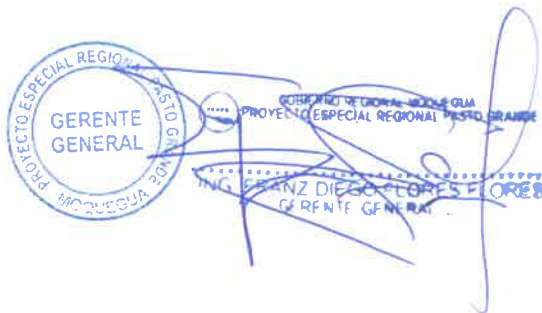 PROYECTO ESPECIAL REGIONAL PASTO GRANDE
MOQUEGUA
GERENTE
GENERAL
GOBIERNO REGIONAL MOQUEGUA
PROYECTO ESPECIAL REGIONAL PASTO GRANDE
ING. FRANZ DIEGO FLORES FLORES
GERENTE GENERAL